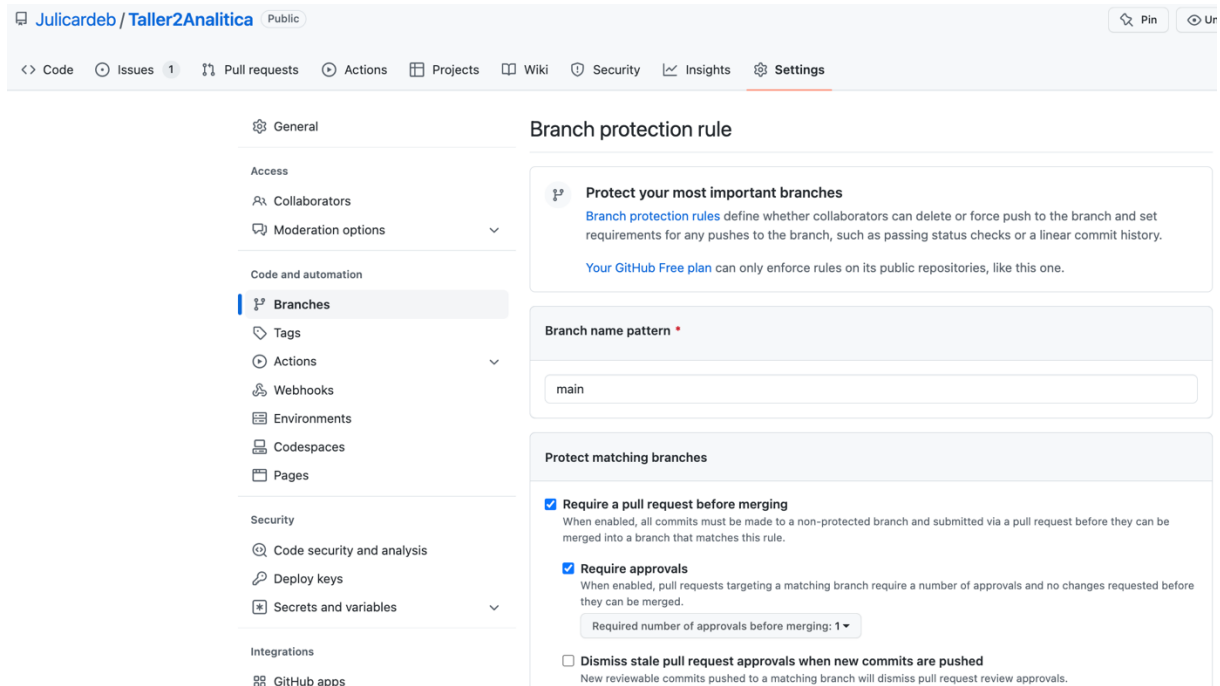 Julicardeb / Taller2Analitica Public
Pin
Un
Code Issues 1 Pull requests Actions Projects Wiki Security Insights Settings
General
Access
Collaborators
Moderation options
Code and automation
Branches
Tags
Actions
Webhooks
Environments
Codespaces
Pages
Security
Code security and analysis
Deploy keys
Secrets and variables
Integrations
GitHub apps
Branch protection rule
Protect your most important branches
Branch protection rules define whether collaborators can delete or force push to the branch and set
requirements for any pushes to the branch, such as passing status checks or a linear commit history.
Your GitHub Free plan can only enforce rules on its public repositories, like this one.
Branch name pattern *
main
Protect matching branches
Require a pull request before merging
When enabled, all commits must be made to a non-protected branch and submitted via a pull request before they can be
merged into a branch that matches this rule.
Require approvals
When enabled, pull requests targeting a matching branch require a number of approvals and no changes requested before
they can be merged.
Required number of approvals before merging: 1
Dismiss stale pull request approvals when new commits are pushed
New reviewable commits pushed to a matching branch will dismiss pull request review approvals.